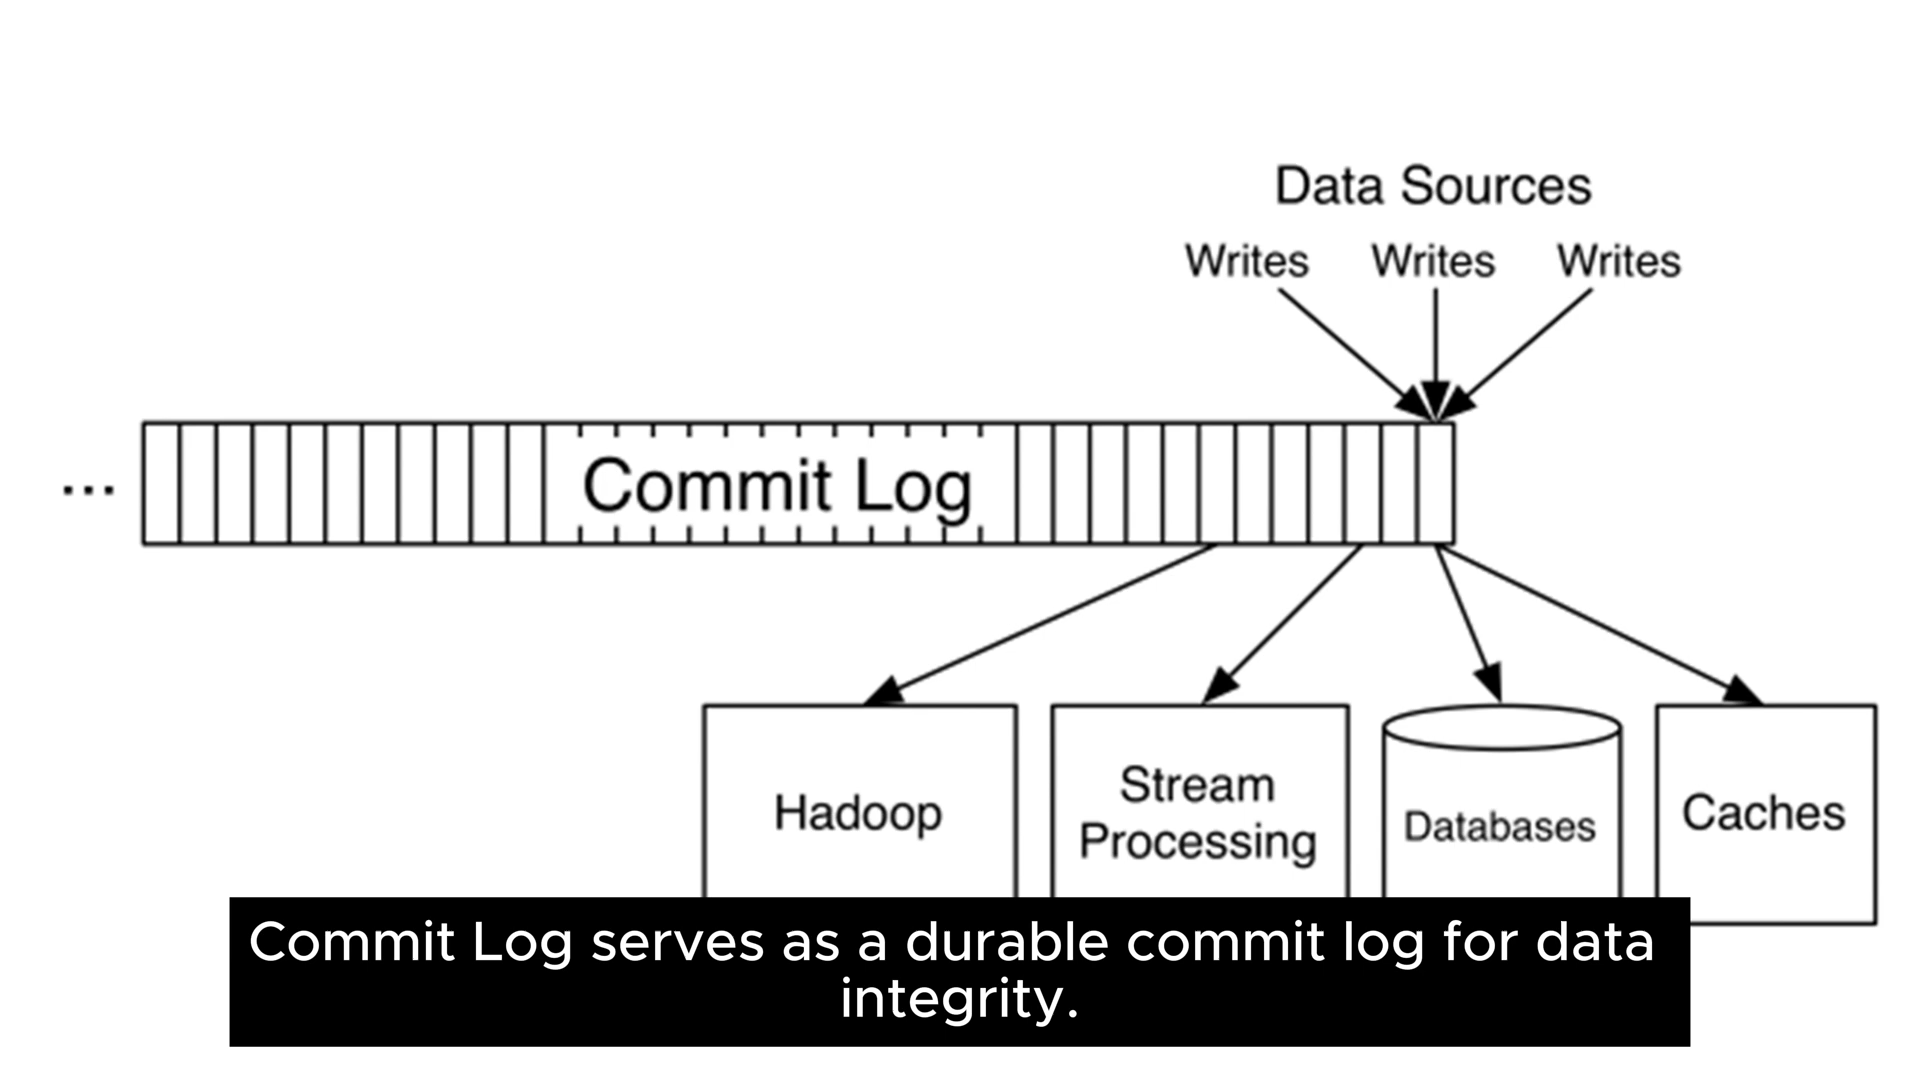 Data Sources
Writes Writes Writes
... Commit Log
Hadoop
Stream
Processing
Databases
Caches
Commit Log serves as a durable commit log for data
integrity.